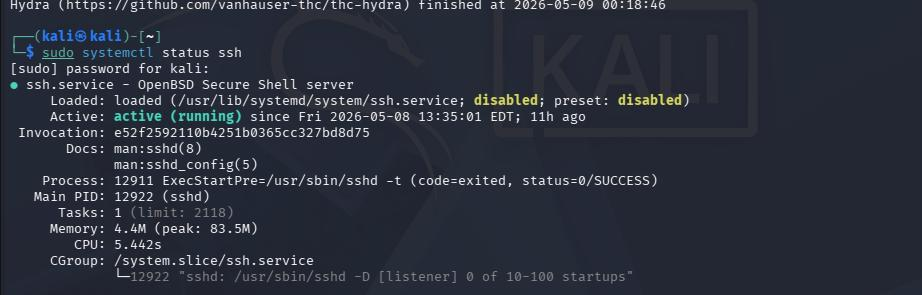 Hydra (https://github.com/vanhauser-thc/thc-hydra) finished at 2026-05-09 00:18:46
┌──(kali㉿kali)-[~]
└─$ sudo systemctl status ssh
[sudo] password for kali:
● ssh.service - OpenBSD Secure Shell server
Loaded: loaded (/usr/lib/systemd/system/ssh.service; disabled; preset: disabled)
Active: active (running) since Fri 2026-05-08 13:35:01 EDT; 11h ago
Invocation: e52f2592110b4251b0365cc327bd8d75
Docs: man:sshd(8)
man:sshd_config(5)
Process: 12911 ExecStartPre=/usr/sbin/sshd -t (code=exited, status=0/SUCCESS)
Main PID: 12922 (sshd)
Tasks: 1 (limit: 2118)
Memory: 4.4M (peak: 83.5M)
CPU: 5.442s
CGroup: /system.slice/ssh.service
└─12922 "sshd: /usr/sbin/sshd -D [listener] 0 of 10-100 startups"
KALI